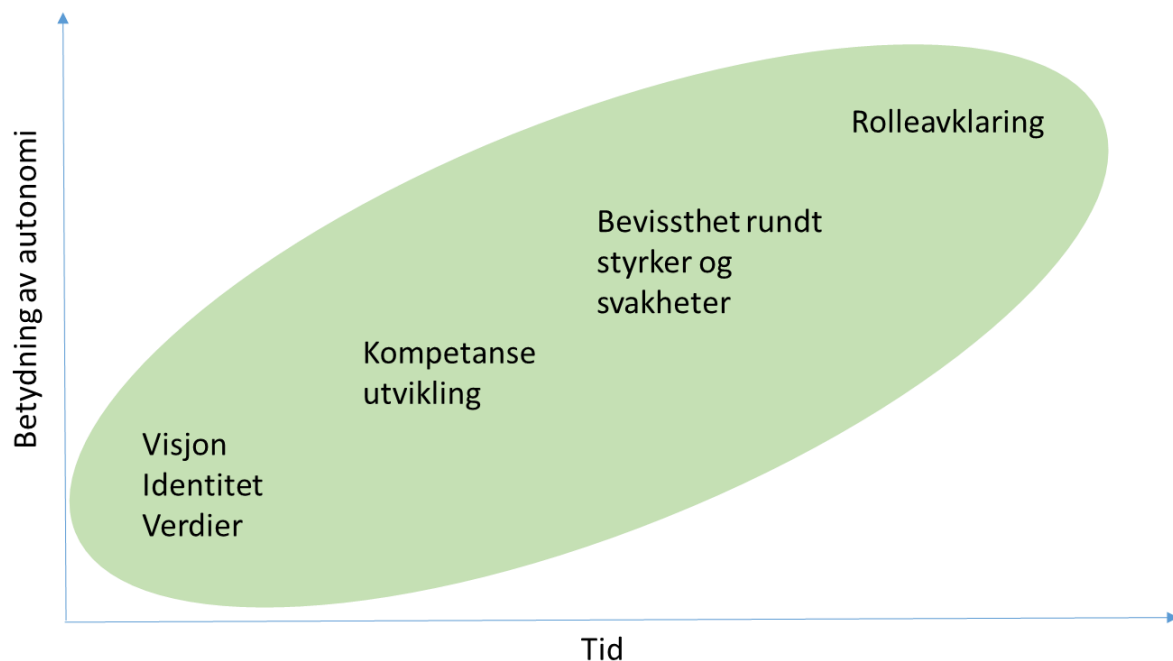 Betydning av autonomi
Rolleavklaring
Bevissthet rundt
styrker og
svakheter
Kompetanse
utvikling
Visjon
Identitet
Verdier
Tid